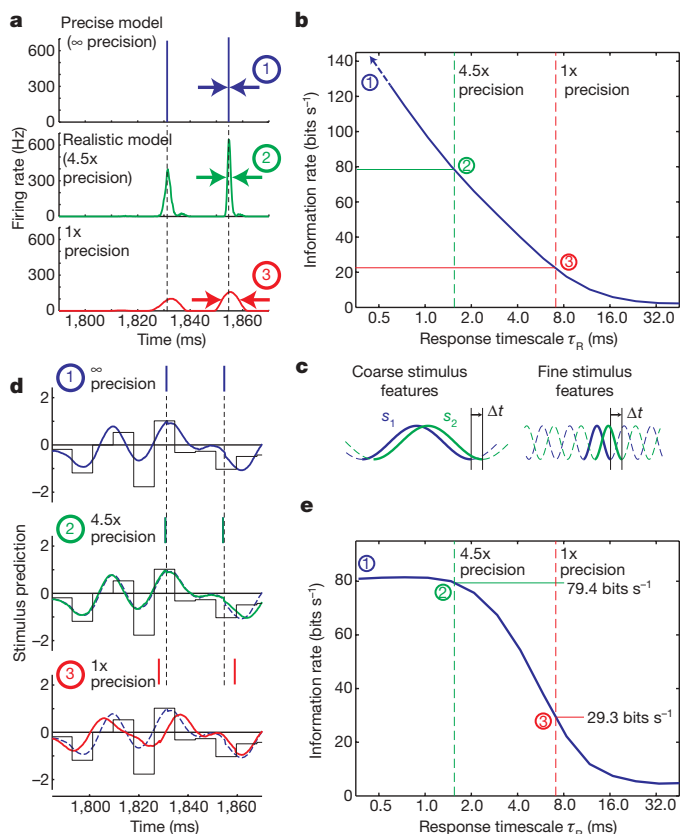 a
Precise model
(∞ precision)
600
300
0
1
Realistic model
(4.5x
precision)
600
300
0
2
1x
precision
600
300
0
3
Firing rate (Hz)
1,800 1,820 1,840 1,860
Time (ms)
b
140
120
100
80
60
40
20
0
Information rate (bits s⁻¹)
4.5x
precision
1x
precision
1
2
3
0.5 1.0 2.0 4.0 8.0 16.0 32.0
Response timescale τR (ms)
c
Coarse stimulus
features
Fine stimulus
features
s1
s2
Δt
Δt
d
1
∞
precision
2
0
−2
2
4.5x
precision
2
0
−2
3
1x
precision
2
0
−2
Stimulus prediction
1,800 1,820 1,840 1,860
Time (ms)
e
100
80
60
40
20
0
Information rate (bits s⁻¹)
4.5x
precision
1x
precision
1
2
3
79.4 bits s⁻¹
29.3 bits s⁻¹
0.5 1.0 2.0 4.0 8.0 16.0 32.0
Response timescale τR (ms)